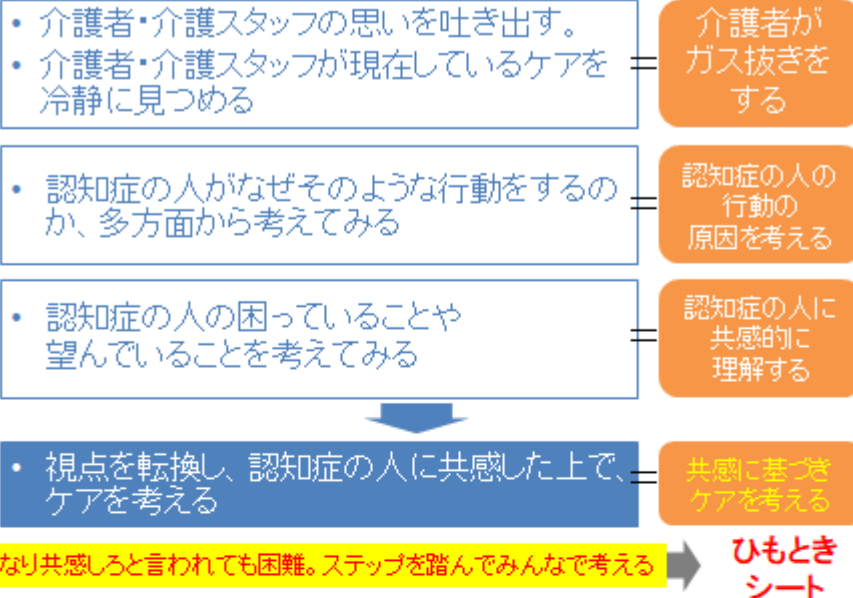 • 介護者・介護スタッフの思いを吐き出す。
• 介護者・介護スタッフが現在しているケアを
冷静に見つめる
=
介護者が
ガス抜きを
する
• 認知症の人がなぜそのような行動をするの
か、多方面から考えてみる
=
認知症の人の
行動の
原因を考える
• 認知症の人の困っていることや
望んでいることを考えてみる
=
認知症の人に
共感的に
理解する
• 視点を転換し、認知症の人に共感した上で、
ケアを考える
=
共感に基づき
ケアを考える
なり共感しろと言われても困難。ステップを踏んでみんなで考える
ひもとき
シート